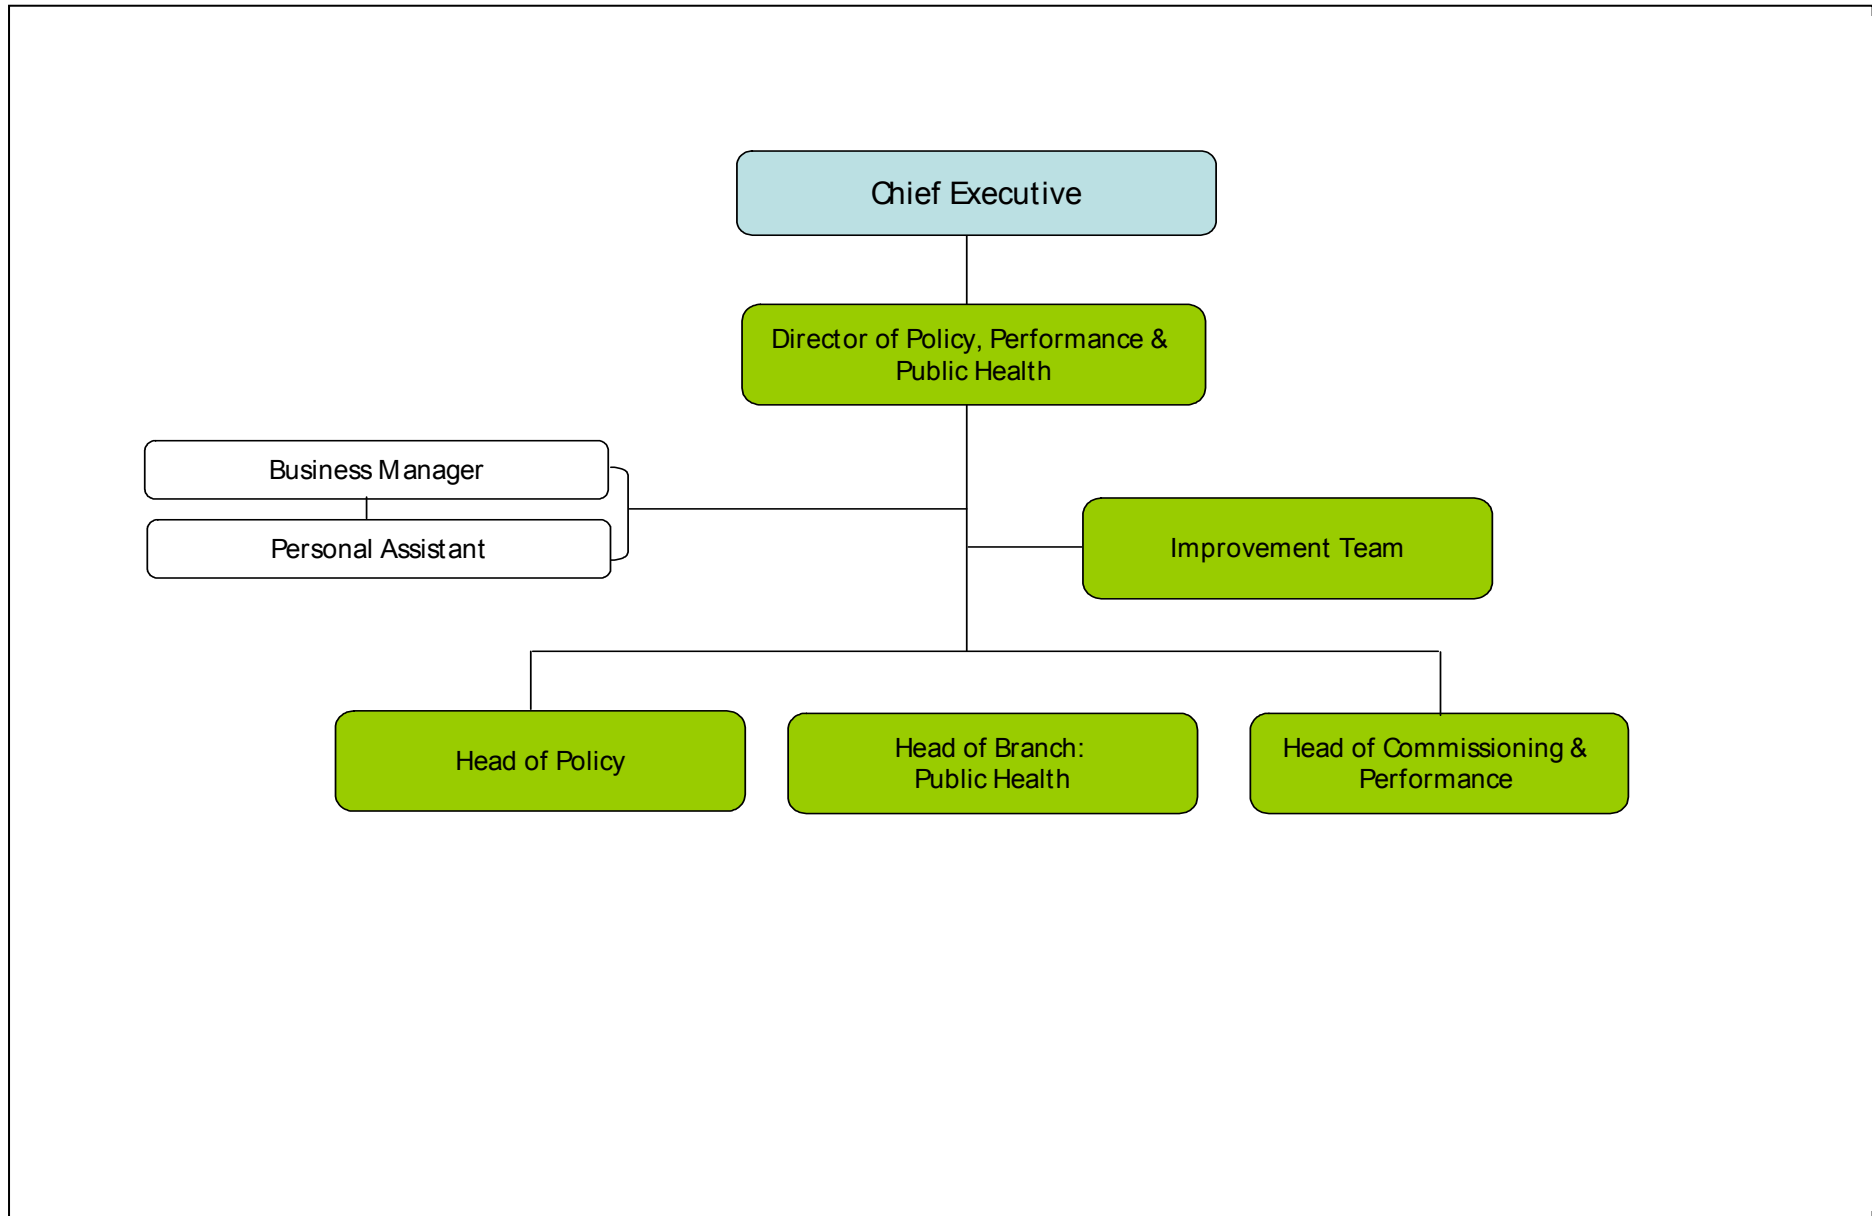 Chief Executive
Director of Policy, Performance &
Public Health
Business Manager
Personal Assistant
Improvement Team
Head of Policy
Head of Branch:
Public Health
Head of Commissioning &
Performance